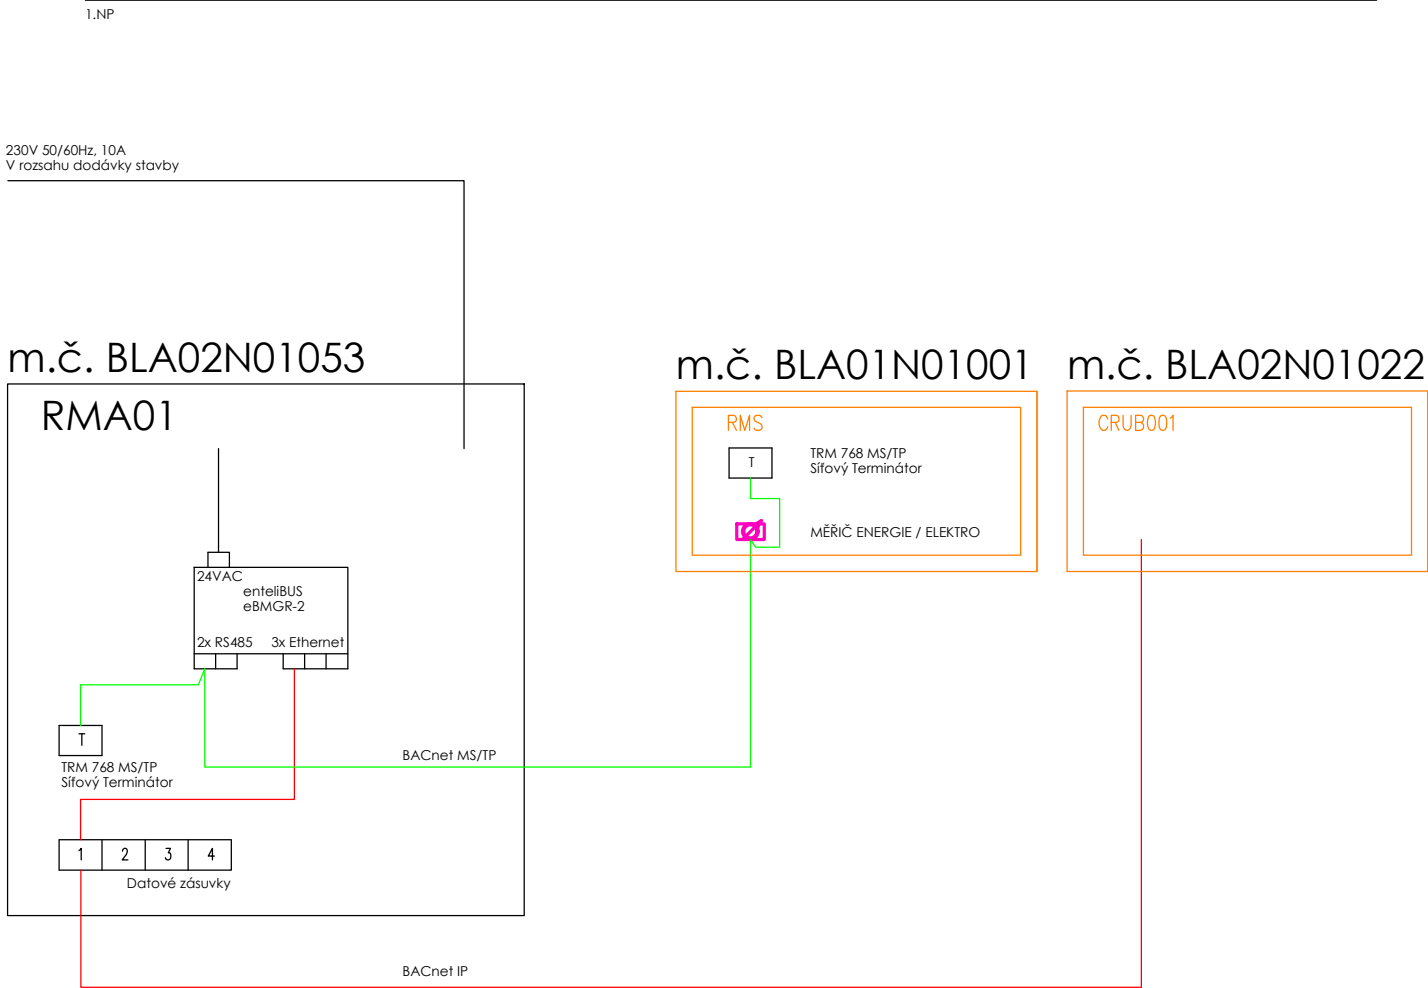 1.NP
230V 50/60Hz, 10A
V rozsahu dodávky stavby
m.č. BLA02N01053
m.č. BLA01N01001
m.č. BLA02N01022
RMA01
RMS
CRUB001
T
TRM 768 MS/TP
Síťový Terminátor
MĚŘIČ ENERGIE / ELEKTRO
24VAC
enteliBUS
eBMGR-2
2x RS485
3x Ethernet
T
TRM 768 MS/TP
Síťový Terminátor
BACnet MS/TP
1
2
3
4
Datové zásuvky
BACnet IP